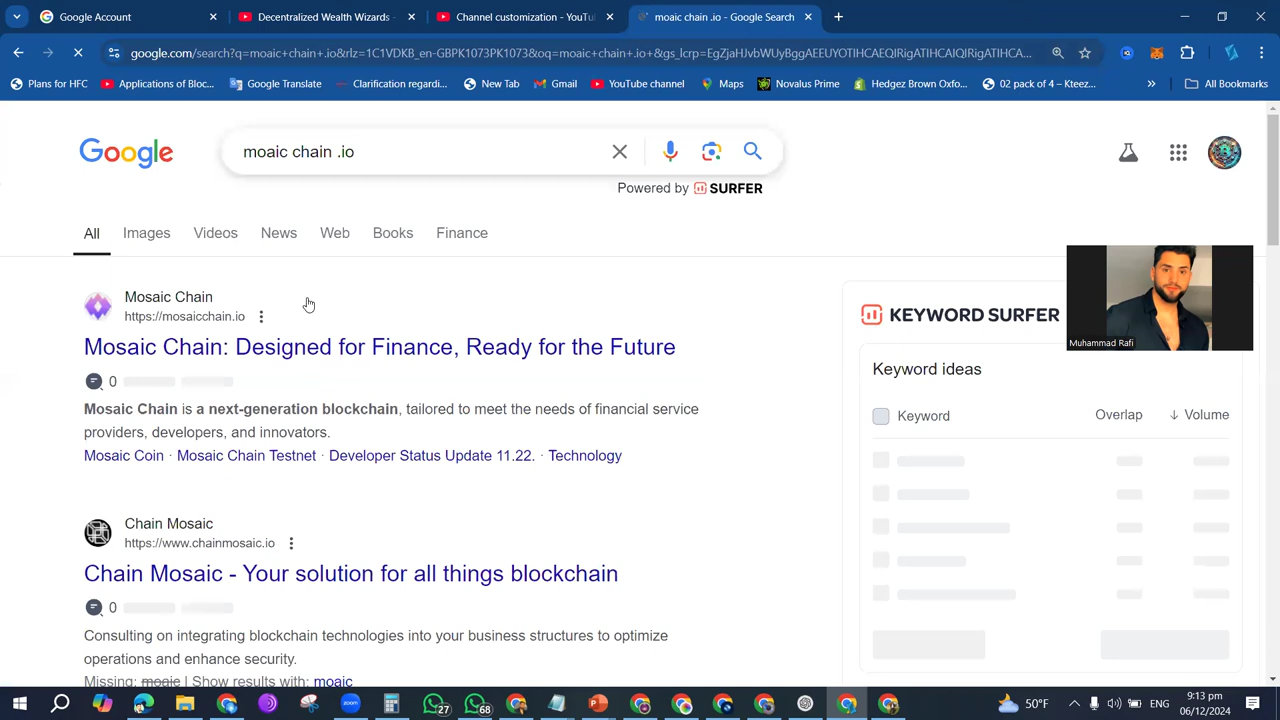 Google Account
Decentralized Wealth Wizards -
Channel customization - YouTu
moaic chain .io - Google Search
google.com/search?q=moaic+chain+.io&rlz=1C1VDKB_en-GBPK1073PK1073&oq=moaic+chain+.io+&gs_lcrp=EgZjaHJvbWUyBggAEEUYOTIHCAEQIRigATIHCAIQIRigATIHCA...
Plans for HFC
Applications of Bloc...
Google Translate
Clarification regardi...
New Tab
Gmail
YouTube channel
Maps
Novalus Prime
Hedgez Brown Oxfo...
02 pack of 4 – Kteez...
All Bookmarks
Google
moaic chain .io
Powered by SURFER
All
Images
Videos
News
Web
Books
Finance
Mosaic Chain
https://mosaicchain.io
Mosaic Chain: Designed for Finance, Ready for the Future
0
Mosaic Chain is a next-generation blockchain, tailored to meet the needs of financial service
providers, developers, and innovators.
Mosaic Coin · Mosaic Chain Testnet · Developer Status Update 11.22. · Technology
Chain Mosaic
https://www.chainmosaic.io
Chain Mosaic - Your solution for all things blockchain
0
Consulting on integrating blockchain technologies into your business structures to optimize
operations and enhance security.
Missing: moaic | Show results with: moaic
KEYWORD SURFER
Keyword ideas
Keyword
Overlap
↓ Volume
Muhammad Rafi
zoom
27
68
50°F
ENG
9:13 pm
06/12/2024